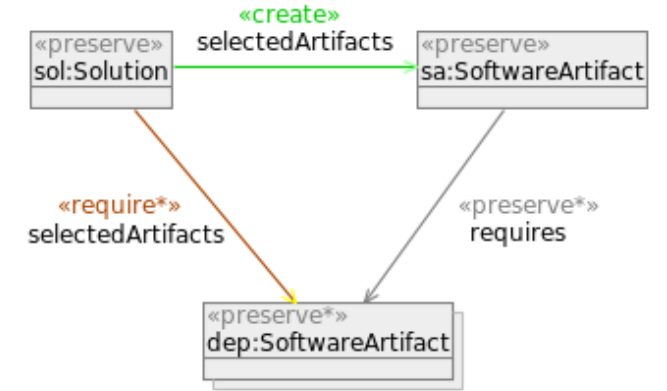 «create»
selectedArtifacts
«preserve»
sol:Solution
«preserve»
sa:SoftwareArtifact
«require*»
selectedArtifacts
«preserve*»
requires
«preserve*»
dep:SoftwareArtifact